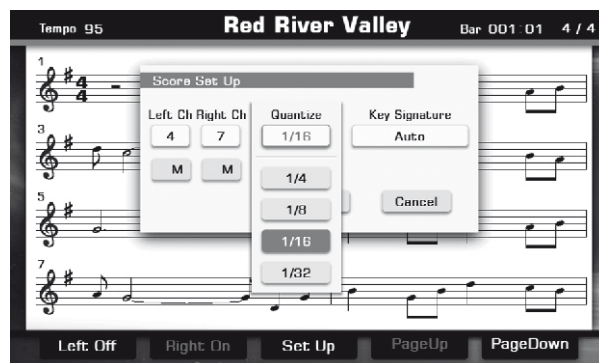 Tempo 95 Red River Valley Bar 001:01 4/4
1
4
4
Score Set Up
Left Ch Right Ch Quantize Key Signature
4 7 1/16 Auto
3
M M
1/4
5
1/8 Cancel
1/16
7
1/32
Left Off Right On Set Up PageUp PageDown